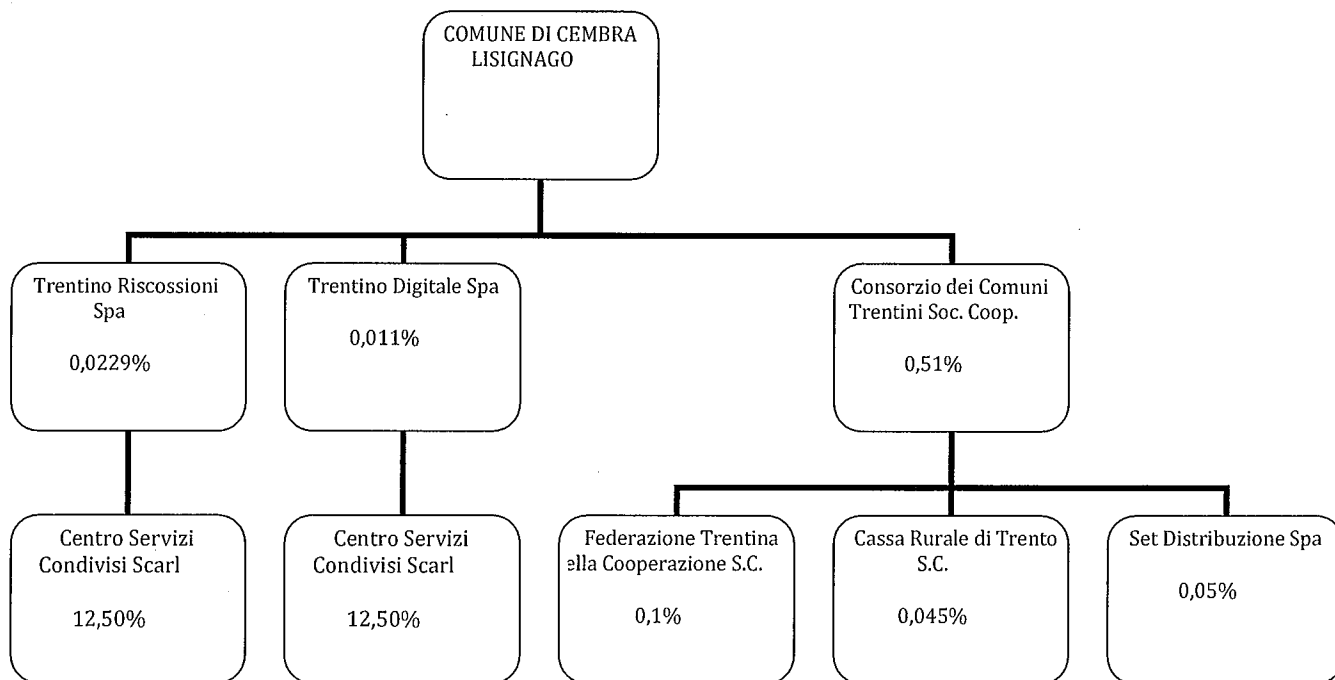 COMUNE DI CEMBRA
LISIGNAGO
Trentino Riscossioni
Spa
0,0229%
Trentino Digitale Spa
0,011%
Consorzio dei Comuni
Trentini Soc. Coop.
0,51%
Centro Servizi
Condivisi Scarl
12,50%
Centro Servizi
Condivisi Scarl
12,50%
Federazione Trentina
ella Cooperazione S.C.
0,1%
Cassa Rurale di Trento
S.C.
0,045%
Set Distribuzione Spa
0,05%